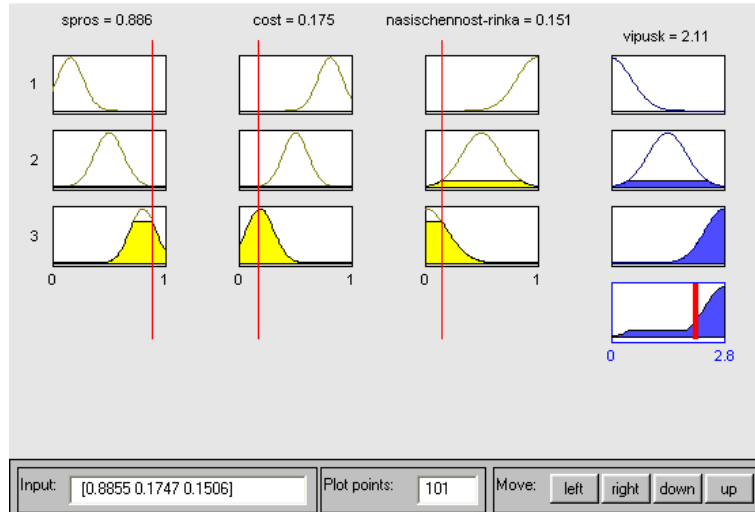 spros = 0.886 cost = 0.175 nasischennost-rinka = 0.151
vipusk = 2.11
1
2
3
0 1 0 1 0 1
0 2.8
Input: [0.8855 0.1747 0.1506] Plot points: 101 Move: left right down up